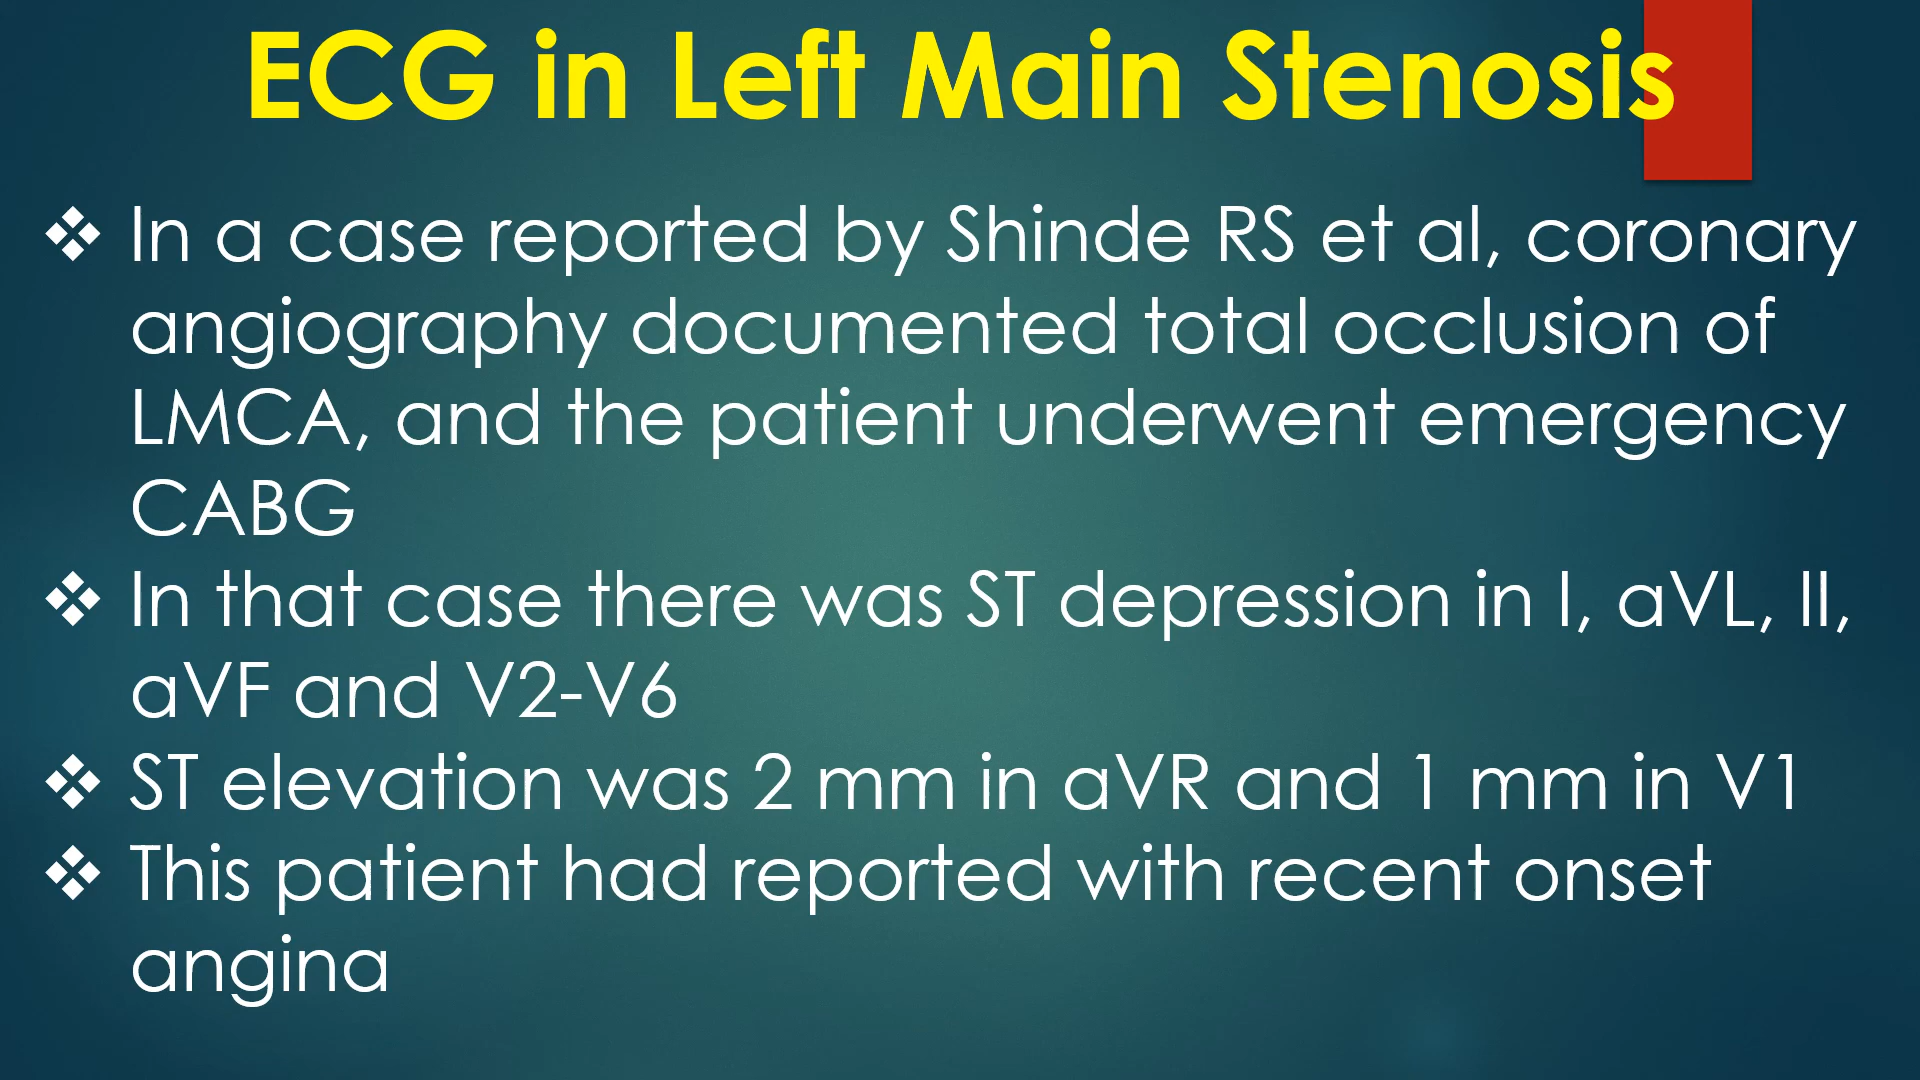 ECG in Left Main Stenosis
❖ In a case reported by Shinde RS et al, coronary
angiography documented total occlusion of
LMCA, and the patient underwent emergency
CABG
❖ In that case there was ST depression in I, aVL, II,
aVF and V2-V6
❖ ST elevation was 2 mm in aVR and 1 mm in V1
❖ This patient had reported with recent onset
angina